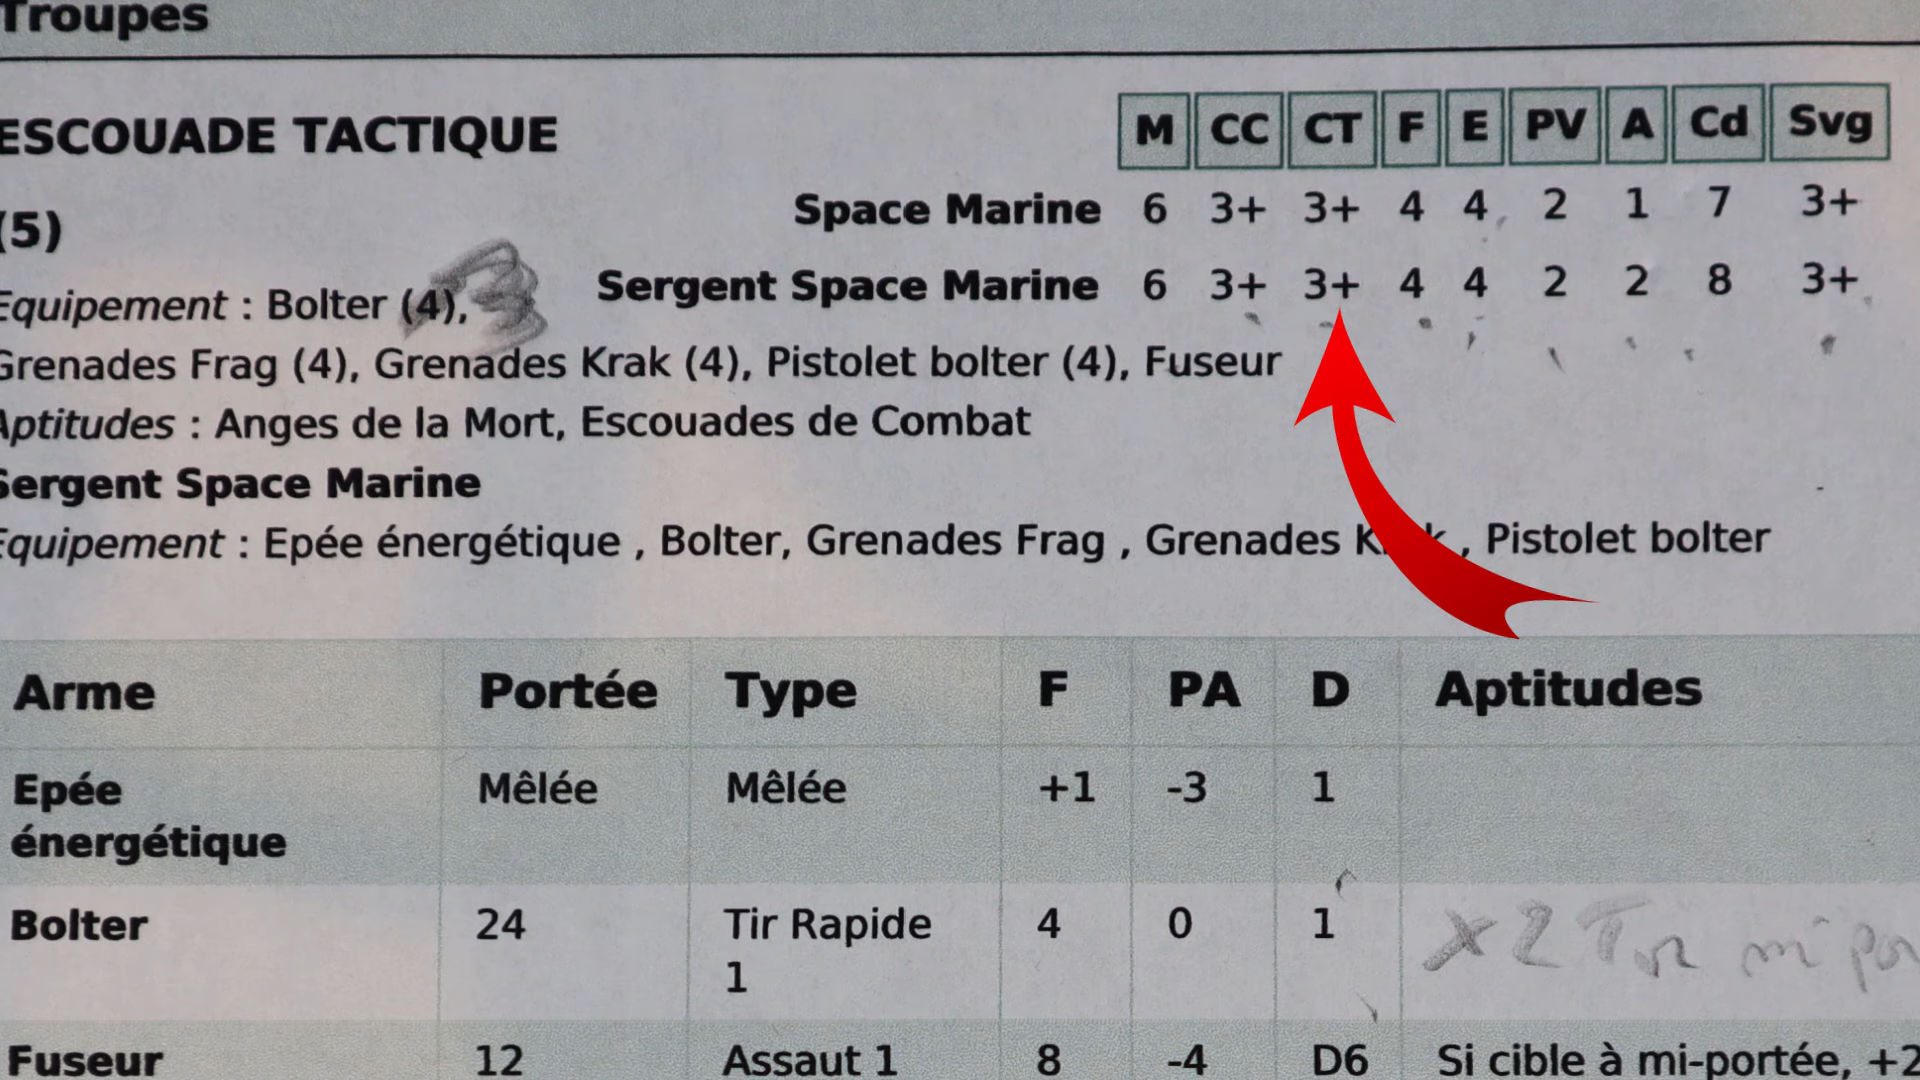 Troupes
ESCOUADE TACTIQUE
(5)
M CC CT F E PV A Cd Svg
Space Marine 6 3+ 3+ 4 4 2 1 7 3+
Sergent Space Marine 6 3+ 3+ 4 4 2 2 8 3+
Equipement : Bolter (4),
Grenades Frag (4), Grenades Krak (4), Pistolet bolter (4), Fuseur
Aptitudes : Anges de la Mort, Escouades de Combat
Sergent Space Marine
Equipement : Epée énergétique , Bolter, Grenades Frag , Grenades Krak , Pistolet bolter
Arme Portée Type F PA D Aptitudes
Epée énergétique Mêlée Mêlée +1 -3 1
Bolter 24 Tir Rapide 1 4 0 1 x2 Tir mi
Fuseur 12 Assaut 1 8 -4 D6 Si cible à mi-portée, +2